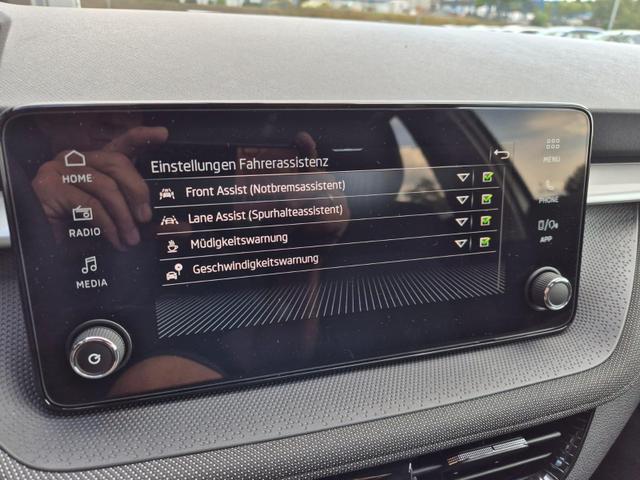 Einstellungen Fahrerassistenz
Front Assist (Notbremsassistent)
Lane Assist (Spurhalteassistent)
Müdigkeitswarnung
Geschwindigkeitswarnung
HOME
RADIO
MEDIA
MENU
PHONE
APP